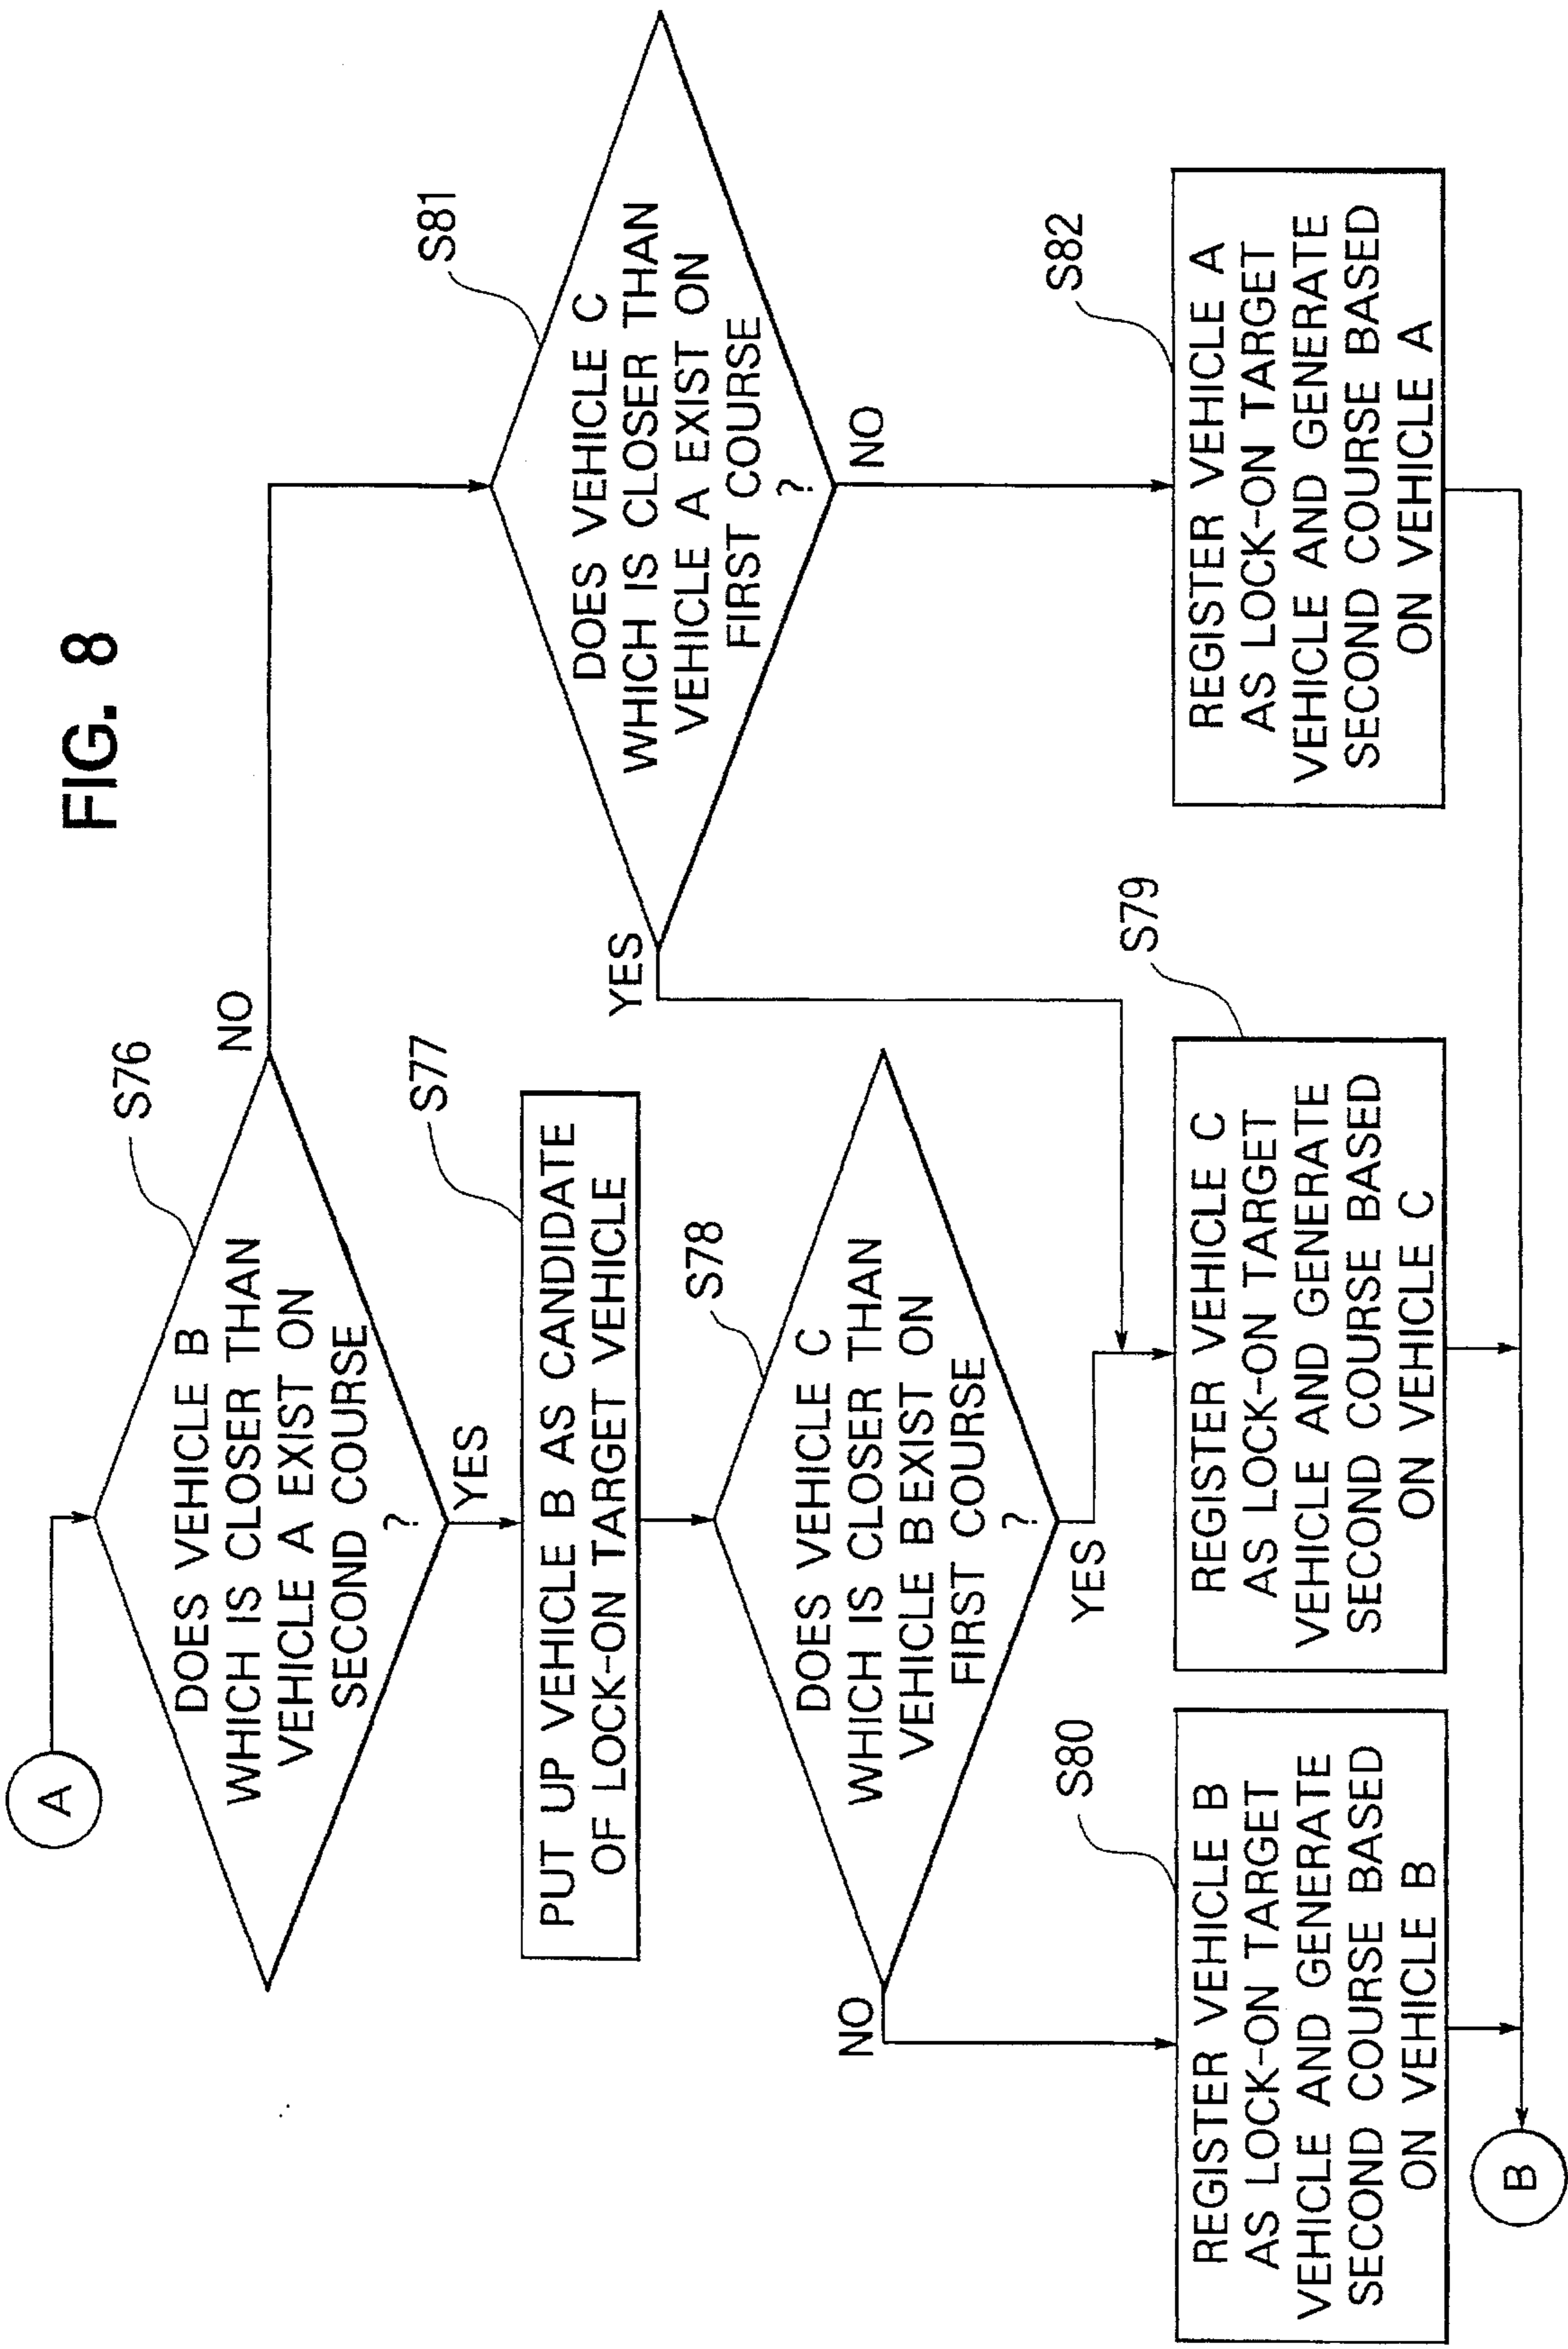 FIG. 8
A
S76
DOES VEHICLE B
WHICH IS CLOSER THAN
VEHICLE A EXIST ON
SECOND COURSE
?
NO
YES
S77
PUT UP VEHICLE B AS CANDIDATE
OF LOCK-ON TARGET VEHICLE
S78
DOES VEHICLE C
WHICH IS CLOSER THAN
VEHICLE B EXIST ON
FIRST COURSE
?
NO
YES
S81
DOES VEHICLE C
WHICH IS CLOSER THAN
VEHICLE A EXIST ON
FIRST COURSE
?
YES
NO
S80
REGISTER VEHICLE B
AS LOCK-ON TARGET
VEHICLE AND GENERATE
SECOND COURSE BASED
ON VEHICLE B
S79
REGISTER VEHICLE C
AS LOCK-ON TARGET
VEHICLE AND GENERATE
SECOND COURSE BASED
ON VEHICLE C
S82
REGISTER VEHICLE A
AS LOCK-ON TARGET
VEHICLE AND GENERATE
SECOND COURSE BASED
ON VEHICLE A
B